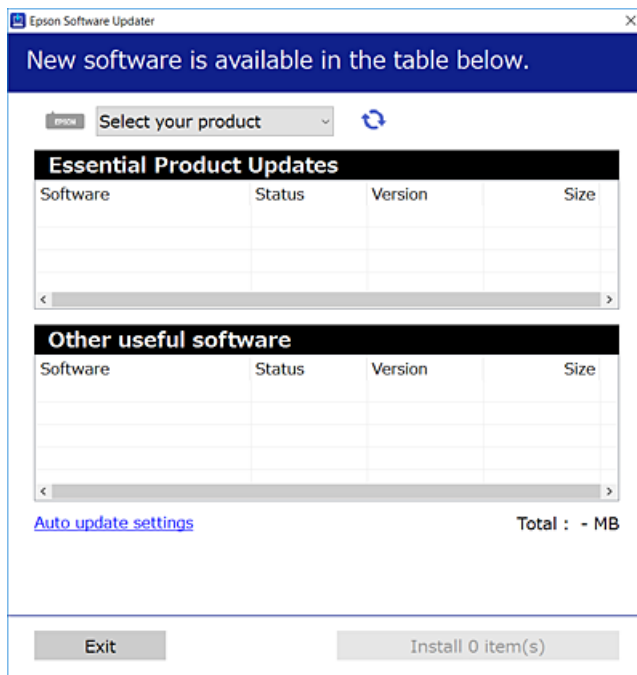 Epson Software Updater
New software is available in the table below.
EPSON Select your product
Essential Product Updates
Software Status Version Size
Other useful software
Software Status Version Size
Auto update settings Total : - MB
Exit Install 0 item(s)